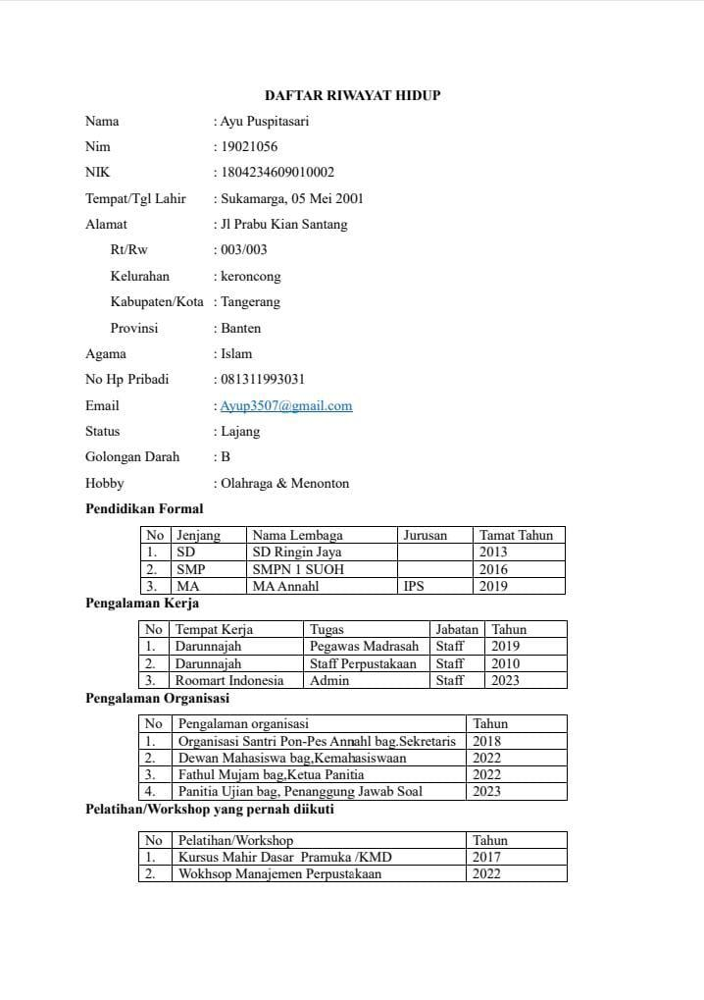 DAFTAR RIWAYAT HIDUP
Nama : Ayu Puspitasari
Nim : 19021056
NIK : 1804234609010002
Tempat/Tgl Lahir : Sukamarga, 05 Mei 2001
Alamat : Jl Prabu Kian Santang
Rt/Rw : 003/003
Kelurahan : keroncong
Kabupaten/Kota : Tangerang
Provinsi : Banten
Agama : Islam
No Hp Pribadi : 081311993031
Email : Ayup3507@gmail.com
Status : Lajang
Golongan Darah : B
Hobby : Olahraga & Menonton
Pendidikan Formal
No Jenjang Nama Lembaga Jurusan Tamat Tahun
1. SD SD Ringin Jaya 2013
2. SMP SMPN 1 SUOH 2016
3. MA MA Annahl IPS 2019
Pengalaman Kerja
No Tempat Kerja Tugas Jabatan Tahun
1. Darunnajah Pegawas Madrasah Staff 2019
2. Darunnajah Staff Perpustakaan Staff 2010
3. Roomart Indonesia Admin Staff 2023
Pengalaman Organisasi
No Pengalaman organisasi Tahun
1. Organisasi Santri Pon-Pes Annahl bag.Sekretaris 2018
2. Dewan Mahasiswa bag,Kemahasiswaan 2022
3. Fathul Mujam bag,Ketua Panitia 2022
4. Panitia Ujian bag, Penanggung Jawab Soal 2023
Pelatihan/Workshop yang pernah diikuti
No Pelatihan/Workshop Tahun
1. Kursus Mahir Dasar Pramuka /KMD 2017
2. Wokhsop Manajemen Perpustakaan 2022